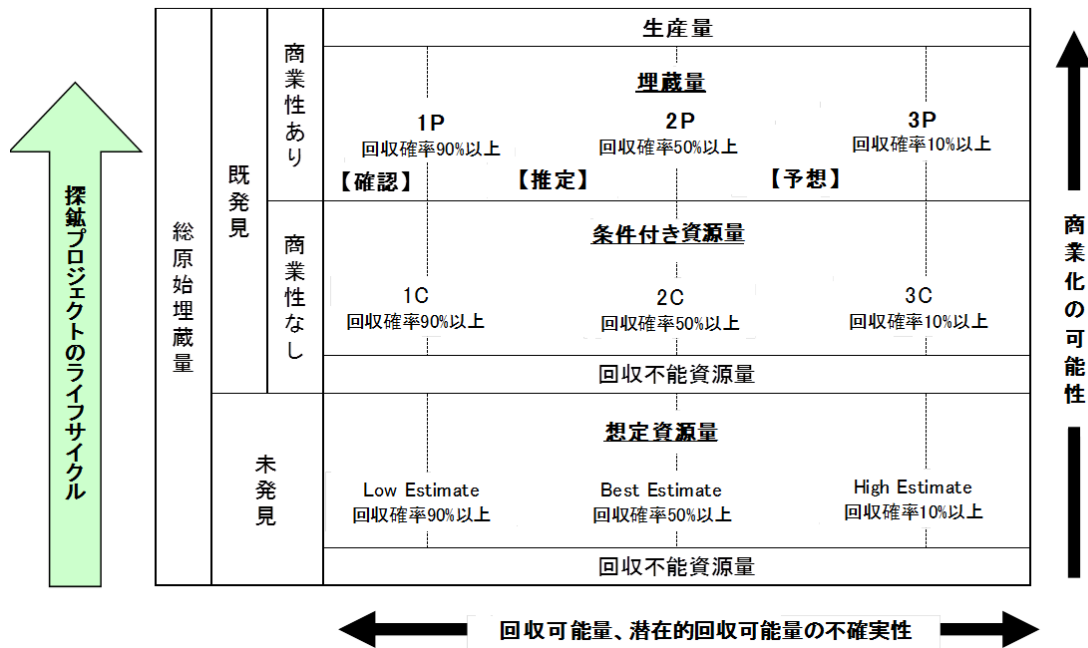 探鉱プロジェクトのライフサイクル
総原始埋蔵量
既発見
商業性あり
生産量
埋蔵量
1P
回収確率90%以上
2P
回収確率50%以上
3P
回収確率10%以上
【確認】
【推定】
【予想】
商業性なし
条件付き資源量
1C
回収確率90%以上
2C
回収確率50%以上
3C
回収確率10%以上
回収不能資源量
未発見
想定資源量
Low Estimate
回収確率90%以上
Best Estimate
回収確率50%以上
High Estimate
回収確率10%以上
回収不能資源量
商業化の可能性
回収可能量、潜在的回収可能量の不確実性